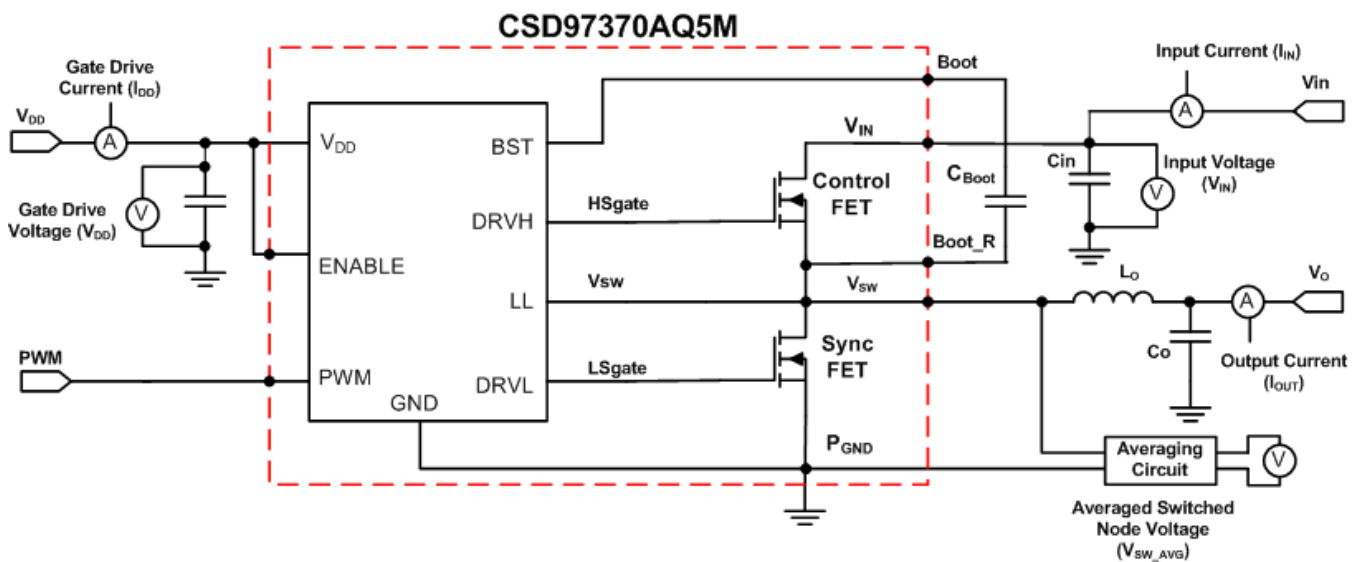 CSD97370AQ5M
Gate Drive
Current (IDD)
VDD
A
Gate Drive
Voltage (VDD)
V
PWM
VDD
ENABLE
PWM
GND
BST
DRVH
LL
DRVL
HSgate
Vsw
LSgate
Boot
VIN
Control
FET
CBoot
Boot_R
VSW
Sync
FET
PGND
Input Current (IIN)
Vin
A
Cin
V
Input Voltage
(VIN)
LO
VO
A
Co
Output Current
(IOUT)
Averaging
Circuit
V
Averaged Switched
Node Voltage
(VSW_AVG)